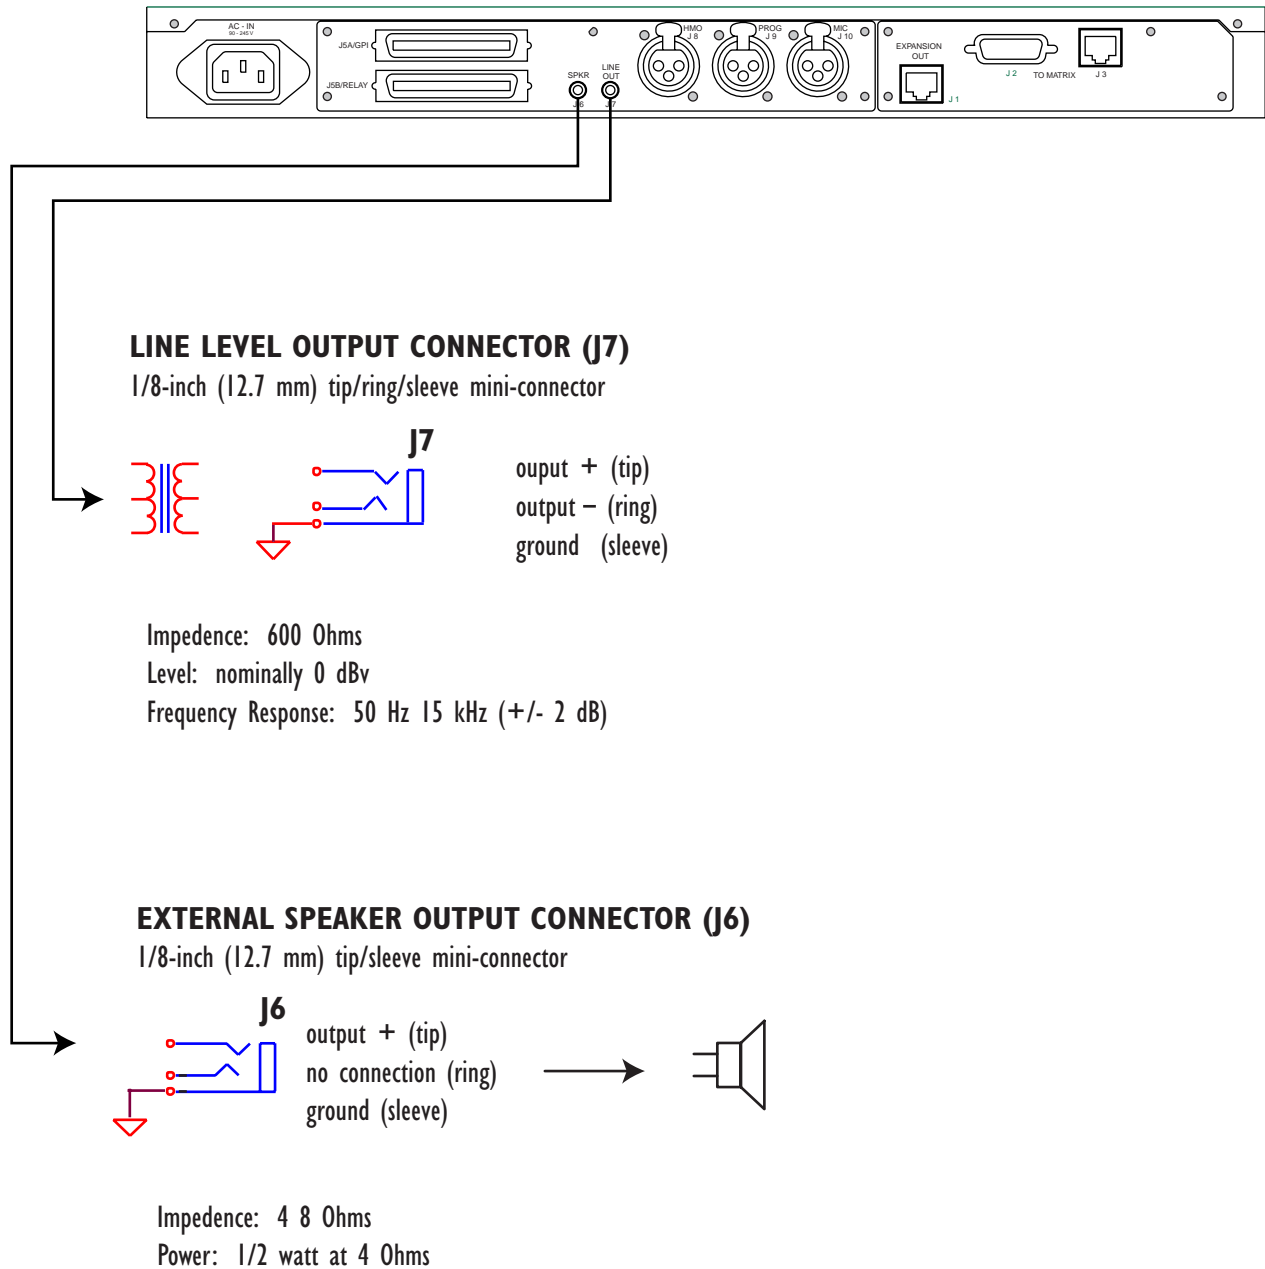 AC - IN
90 - 245 V
J5A/GPI
J5B/RELAY
SPKR
J 6
LINE
OUT
J 7
HMO
J 8
PROG
J 9
MIC
J 10
EXPANSION
OUT
J 1
J 2
TO MATRIX
J 3
LINE LEVEL OUTPUT CONNECTOR (J7)
1/8-inch (12.7 mm) tip/ring/sleeve mini-connector
J7
ouput + (tip)
output – (ring)
ground (sleeve)
Impedence: 600 Ohms
Level: nominally 0 dBv
Frequency Response: 50 Hz 15 kHz (+/- 2 dB)
EXTERNAL SPEAKER OUTPUT CONNECTOR (J6)
1/8-inch (12.7 mm) tip/sleeve mini-connector
J6
output + (tip)
no connection (ring)
ground (sleeve)
Impedence: 4 8 Ohms
Power: 1/2 watt at 4 Ohms